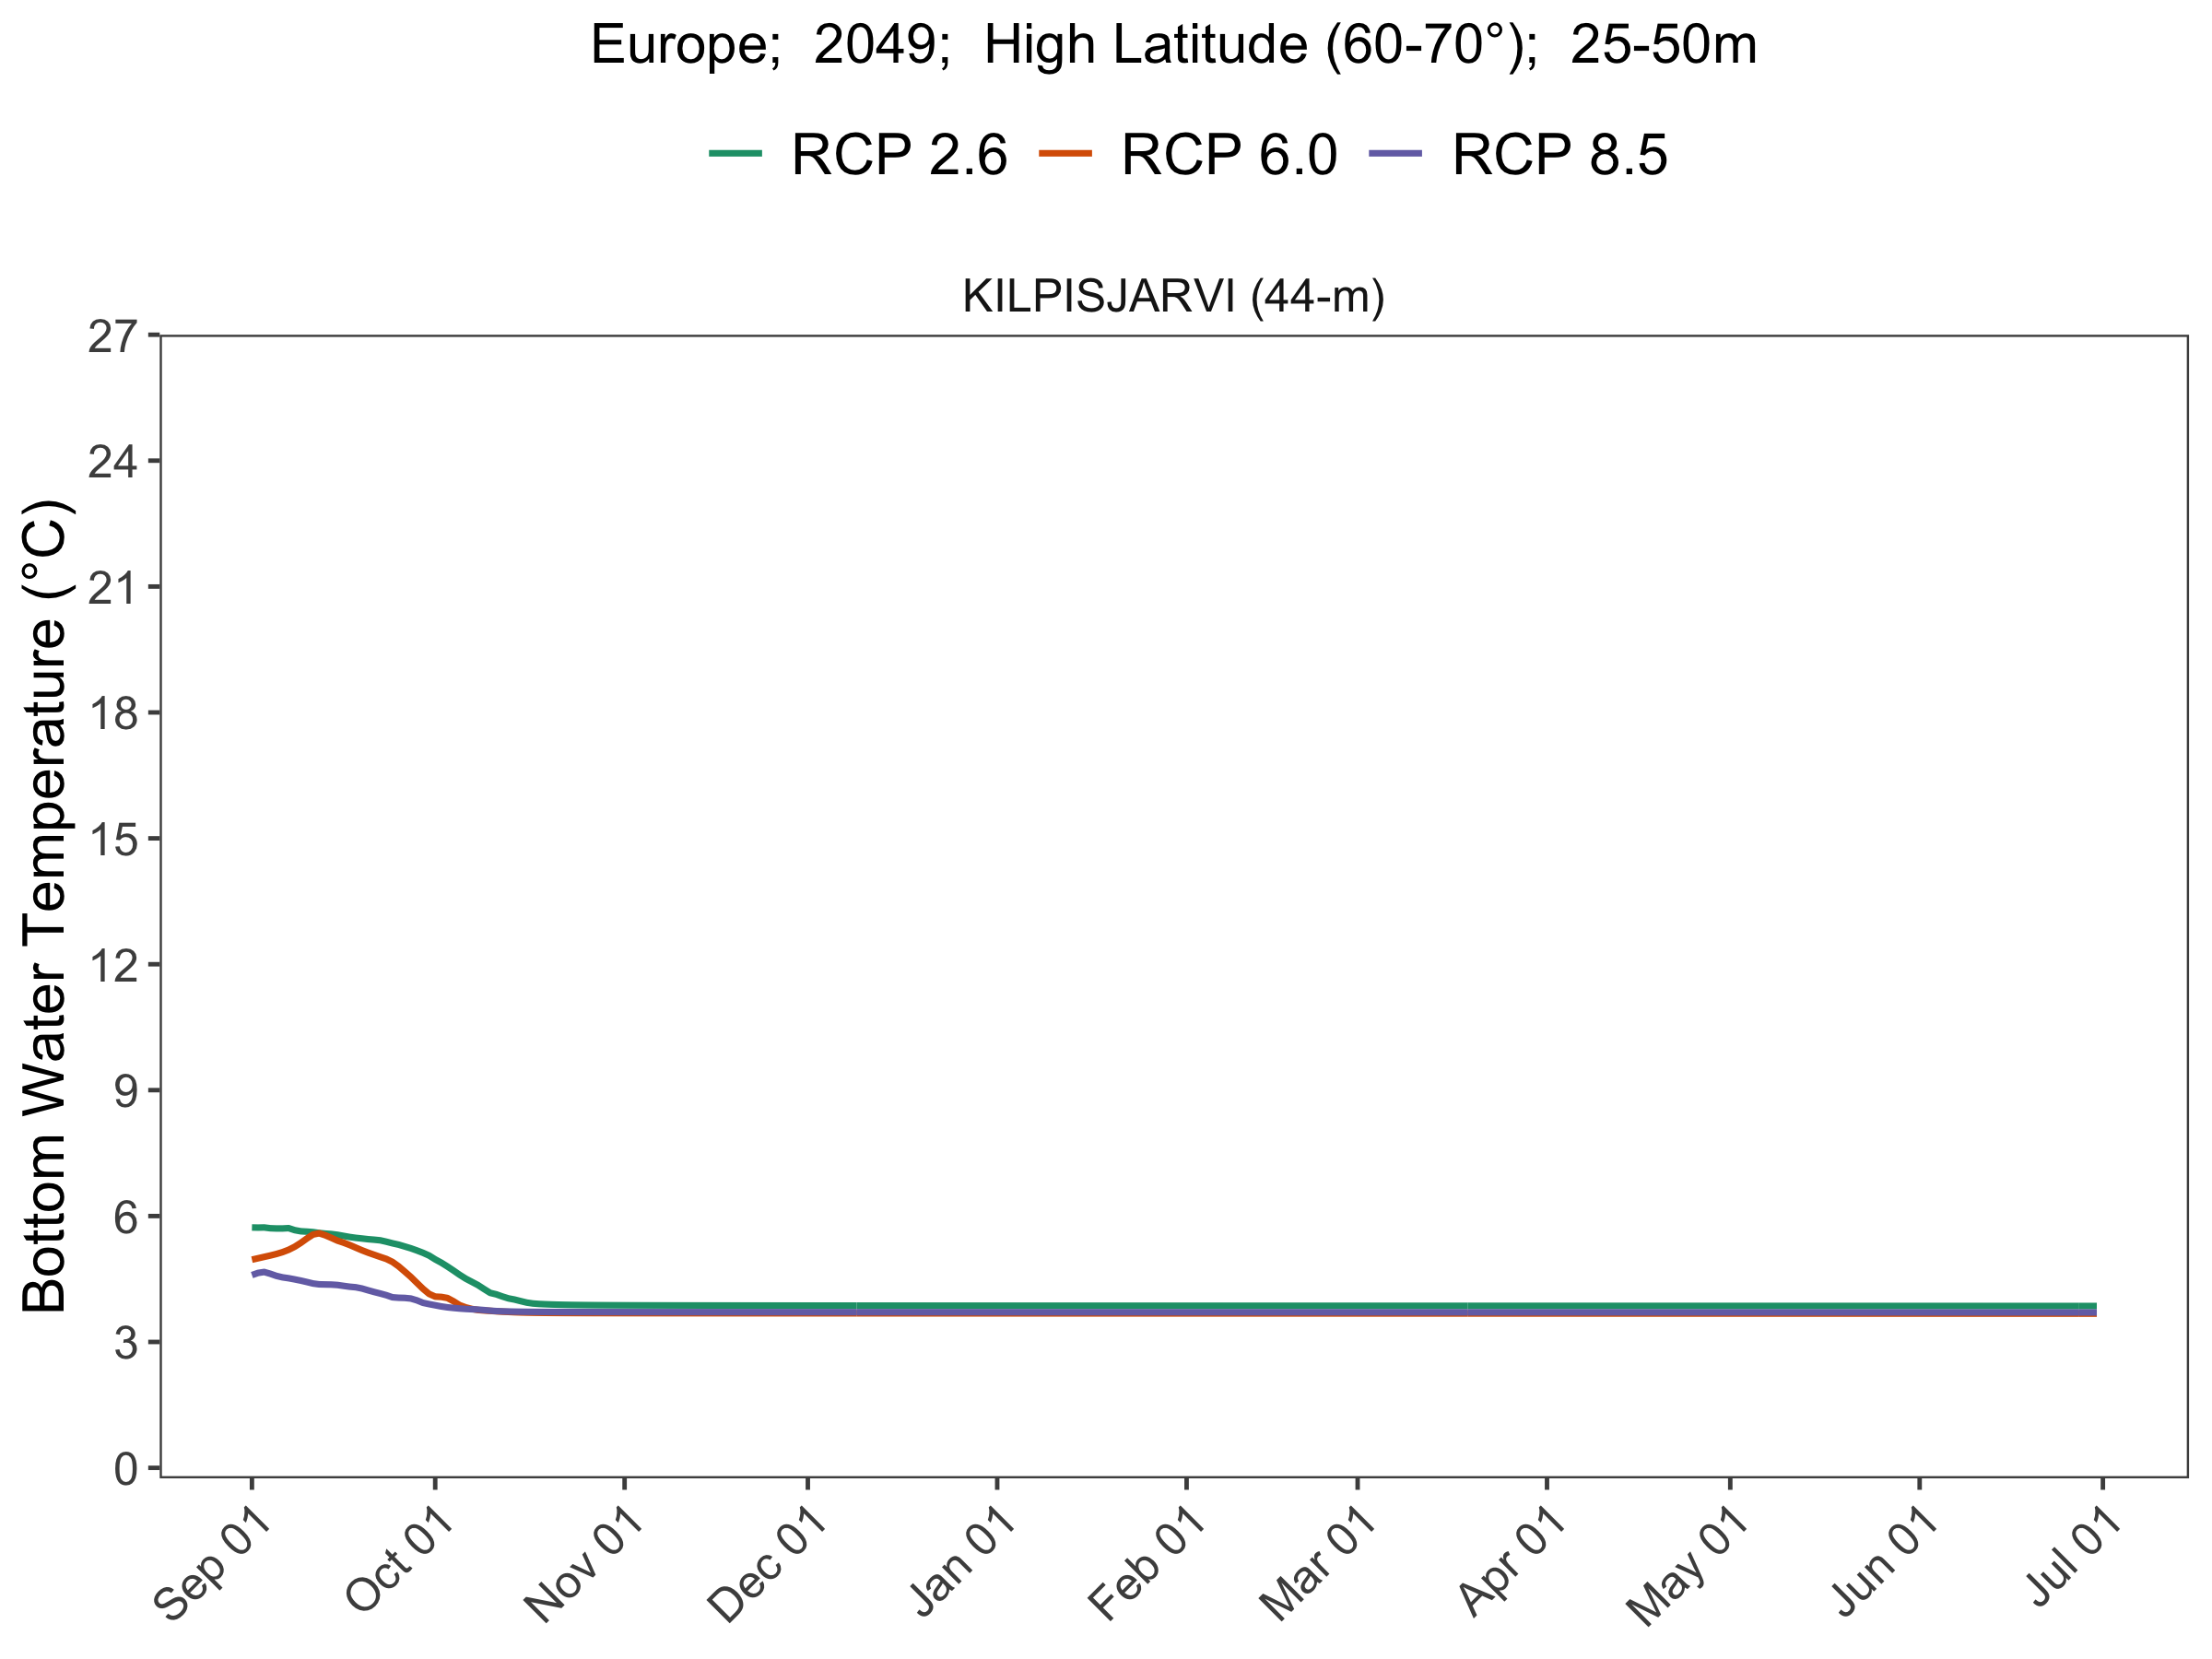 Europe;  2049;  High Latitude (60-70°);  25-50m
RCP 2.6 RCP 6.0 RCP 8.5
KILPISJARVI (44-m)
Bottom Water Temperature (°C)
27
24
21
18
15
12
9
6
3
0
Sep 01 Oct 01 Nov 01 Dec 01 Jan 01 Feb 01 Mar 01 Apr 01 May 01 Jun 01 Jul 01